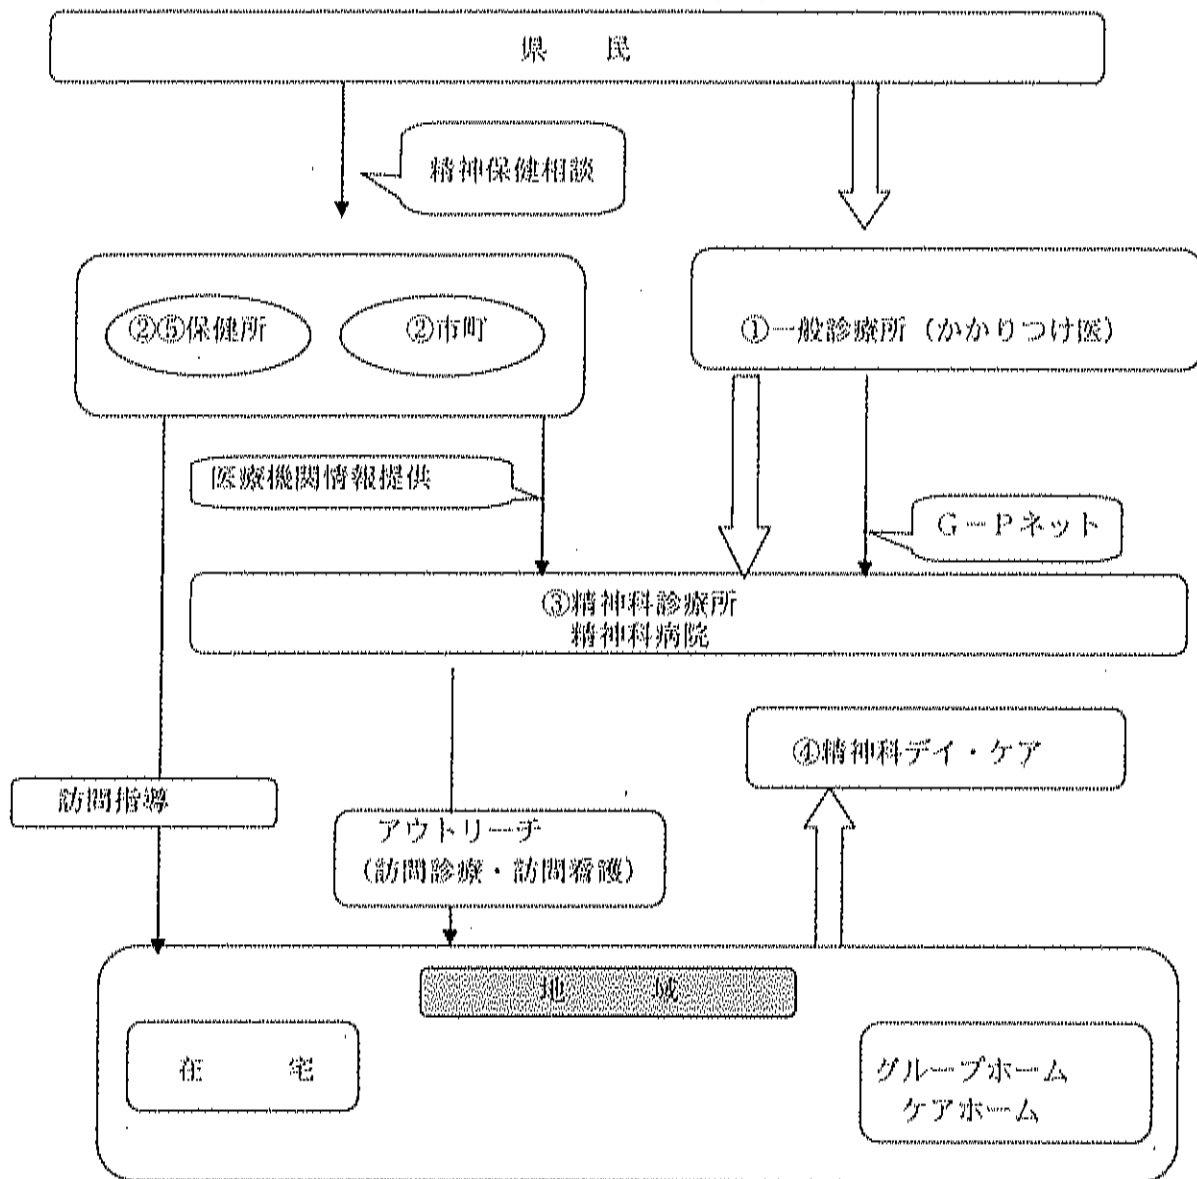 県　　民
精神保健相談
②⑤保健所
②市町
①一般診療所（かかりつけ医）
医療機関情報提供
G－Pネット
③精神科診療所
精神科病院
④精神科デイ・ケア
訪問指導
アウトリーチ
（訪問診療・訪問看護）
地　　域
在　　宅
グループホーム
ケアホーム